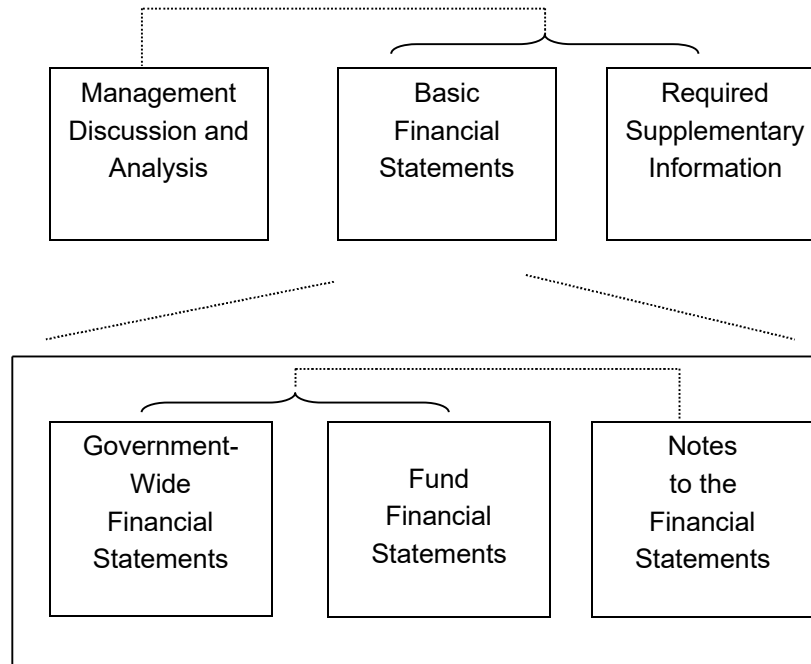 Management
Discussion and
Analysis
Basic
Financial
Statements
Required
Supplementary
Information
Government-
Wide
Financial
Statements
Fund
Financial
Statements
Notes
to the
Financial
Statements